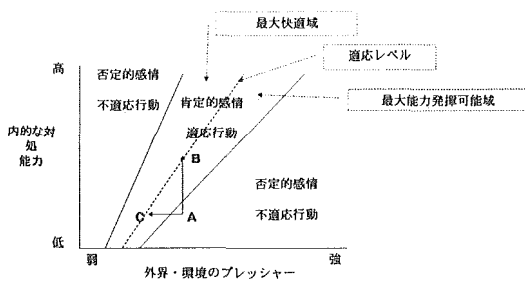 最大快適域
適応レベル
最大能力発揮可能域
高
否定的感情
不適応行動
肯定的感情
適応行動
内的な対
処
能力
B
C
A
否定的感情
不適応行動
低
弱
強
外界・環境のプレッシャー